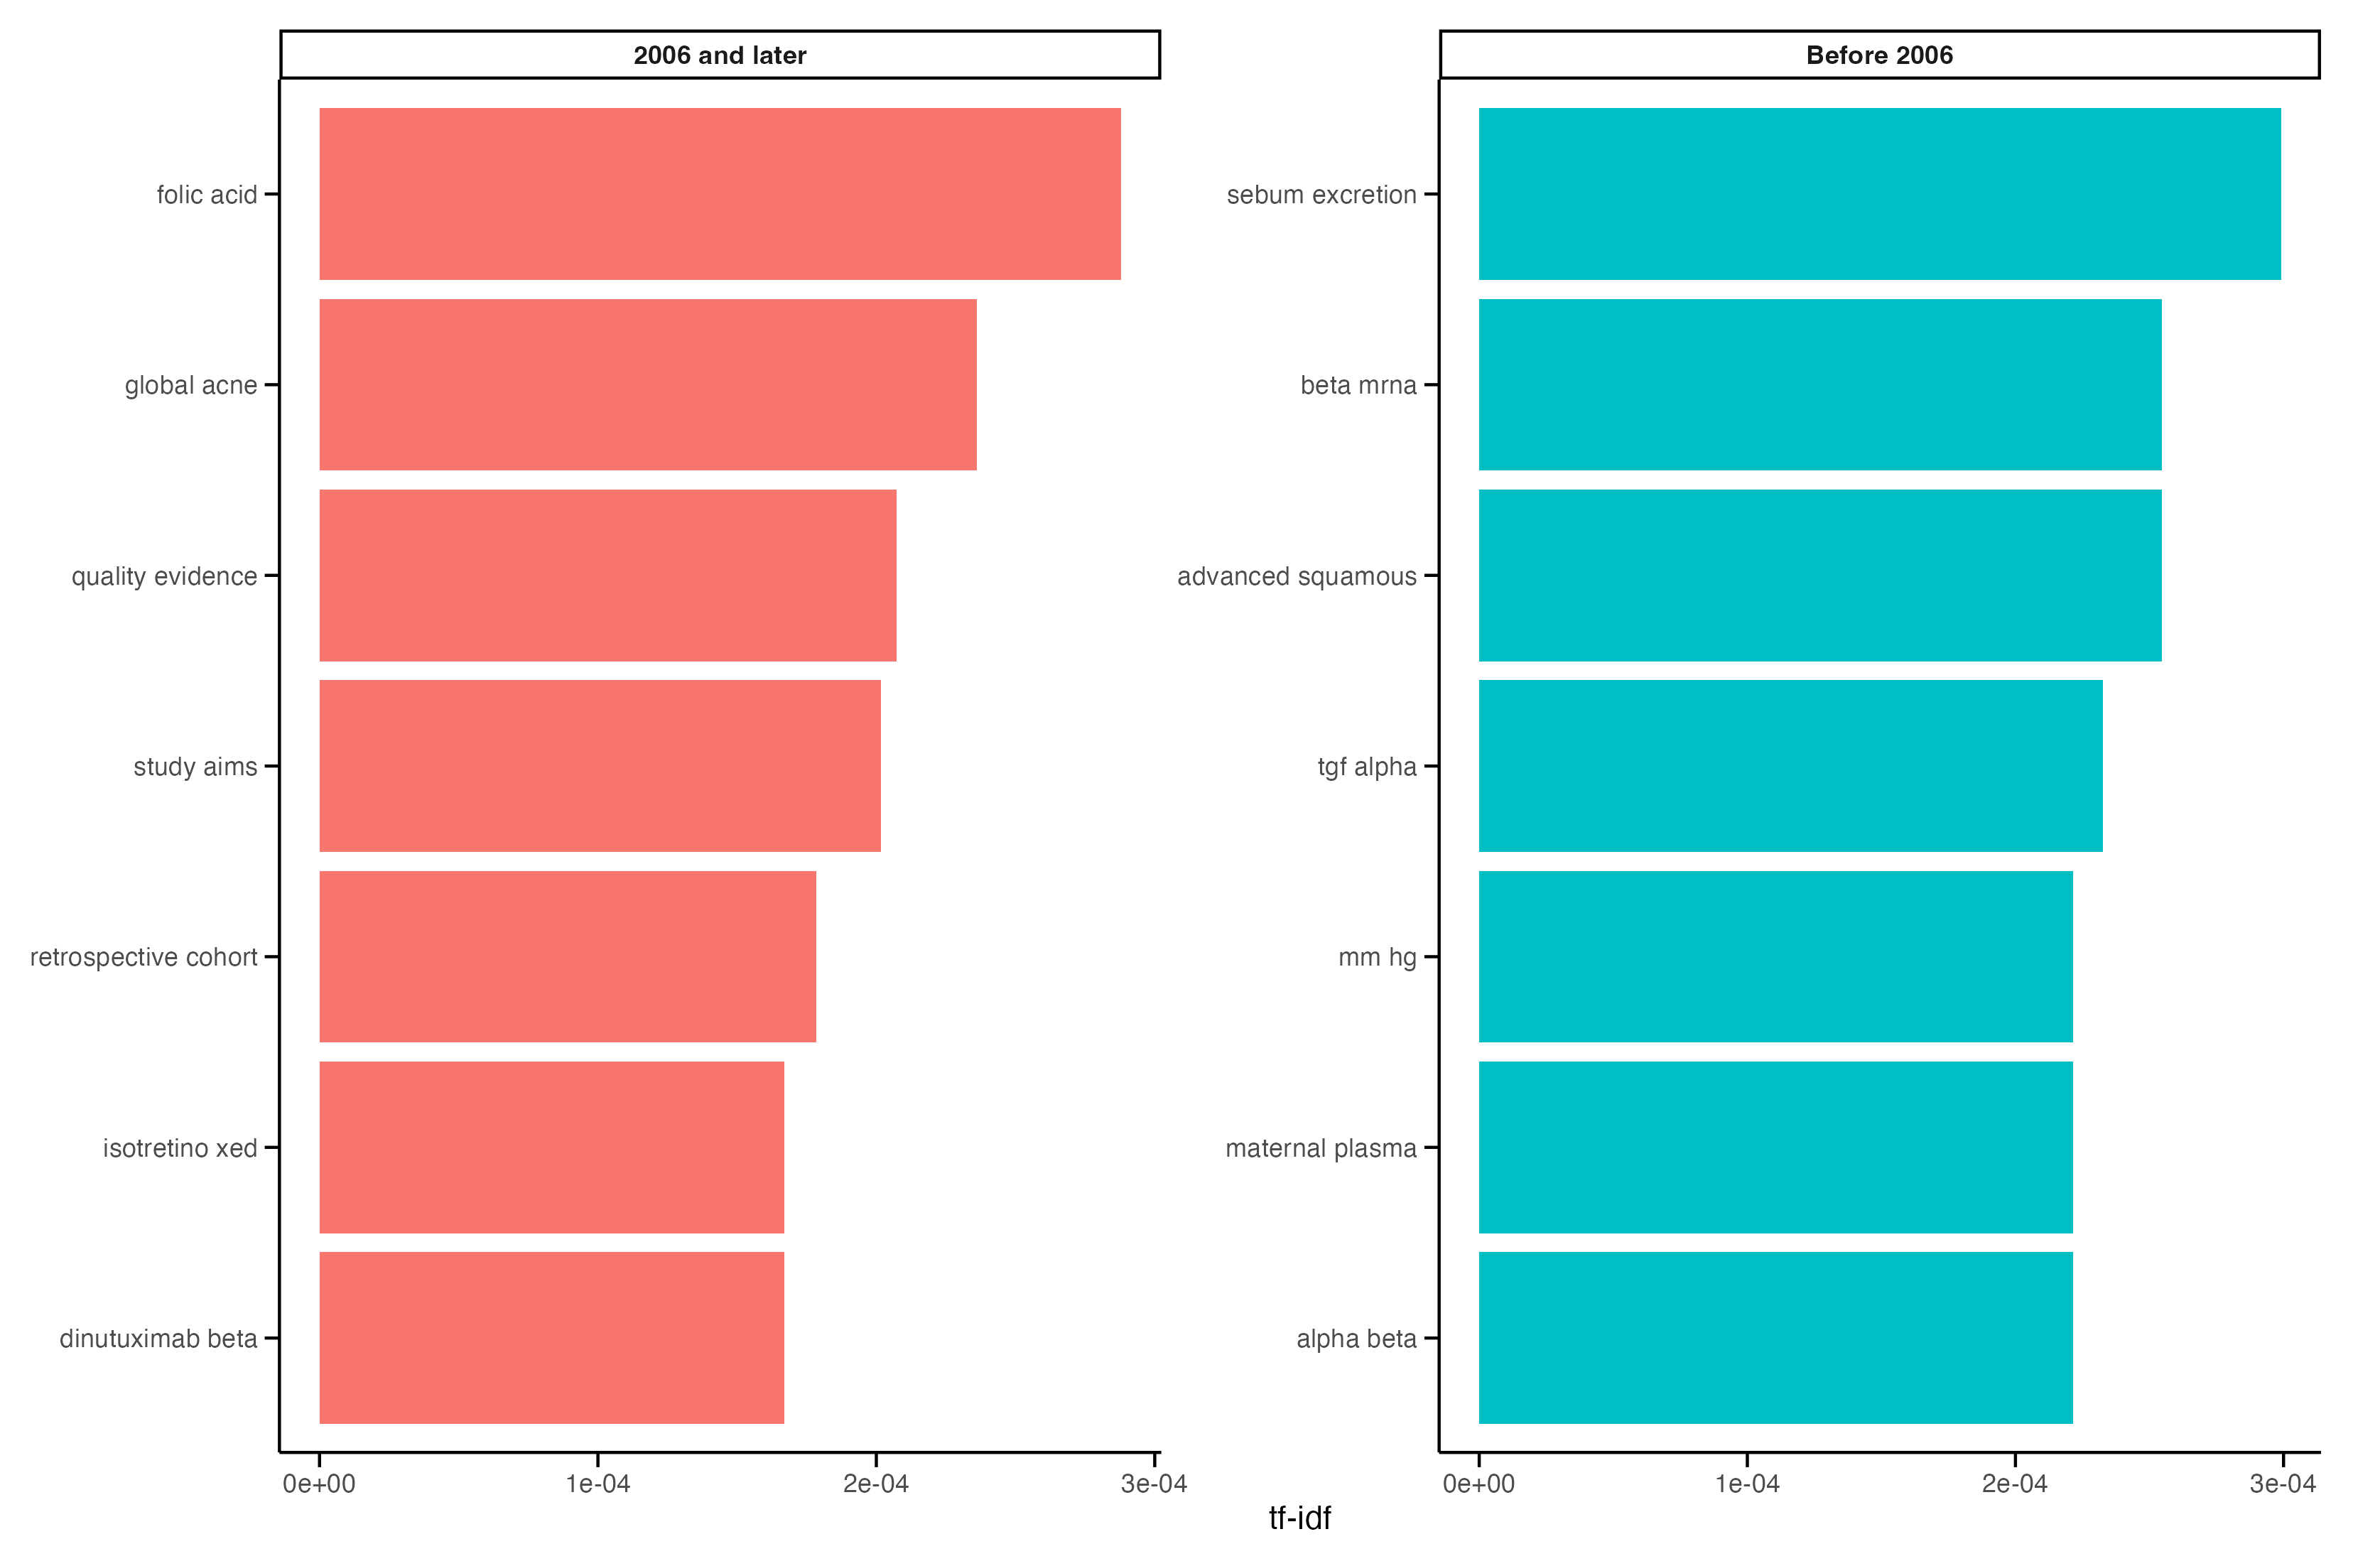 2006 and later
folic acid
global acne
quality evidence
study aims
retrospective cohort
isotretino xed
dinutuximab beta
0e+00 1e-04 2e-04 3e-04
Before 2006
sebum excretion
beta mrna
advanced squamous
tgf alpha
mm hg
maternal plasma
alpha beta
0e+00 1e-04 2e-04 3e-04
tf-idf